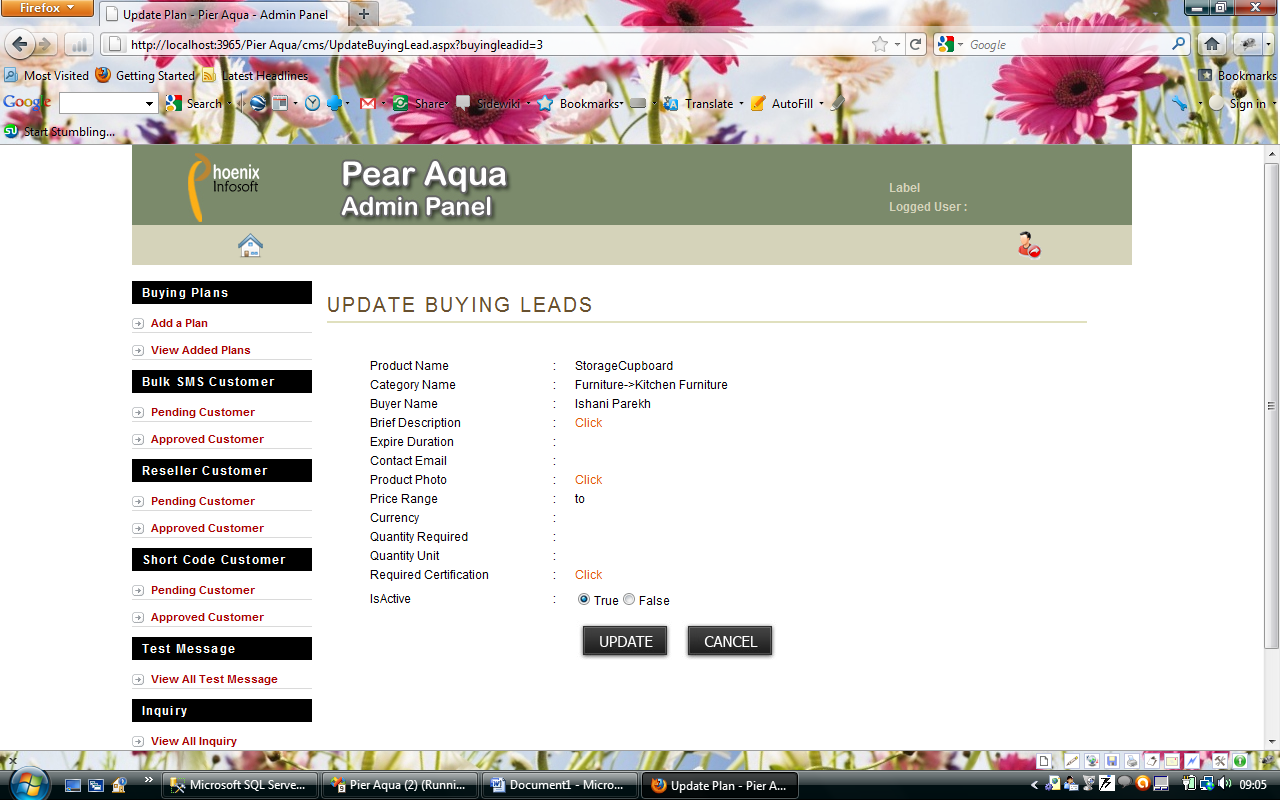 Firefox
Update Plan - Pier Aqua - Admin Panel
http://localhost:3965/Pier Aqua/cms/UpdateBuyingLead.aspx?buyingleadid=3
Google
Most Visited Getting Started Latest Headlines Bookmarks
Google Search Share Sidewiki Bookmarks Translate AutoFill Sign in
Start Stumbling...
Phoenix
Infosoft
Pear Aqua
Admin Panel
Label
Logged User :
Buying Plans
Add a Plan
View Added Plans
Bulk SMS Customer
Pending Customer
Approved Customer
Reseller Customer
Pending Customer
Approved Customer
Short Code Customer
Pending Customer
Approved Customer
Test Message
View All Test Message
Inquiry
View All Inquiry
UPDATE BUYING LEADS
Product Name : StorageCupboard
Category Name : Furniture->Kitchen Furniture
Buyer Name : Ishani Parekh
Brief Description : Click
Expire Duration :
Contact Email :
Product Photo : Click
Price Range : to
Currency :
Quantity Required :
Quantity Unit :
Required Certification : Click
IsActive : True False
UPDATE CANCEL
Microsoft SQL Serve... Pier Aqua (2) (Runni... Document1 - Micro... Update Plan - Pier A... 09:05